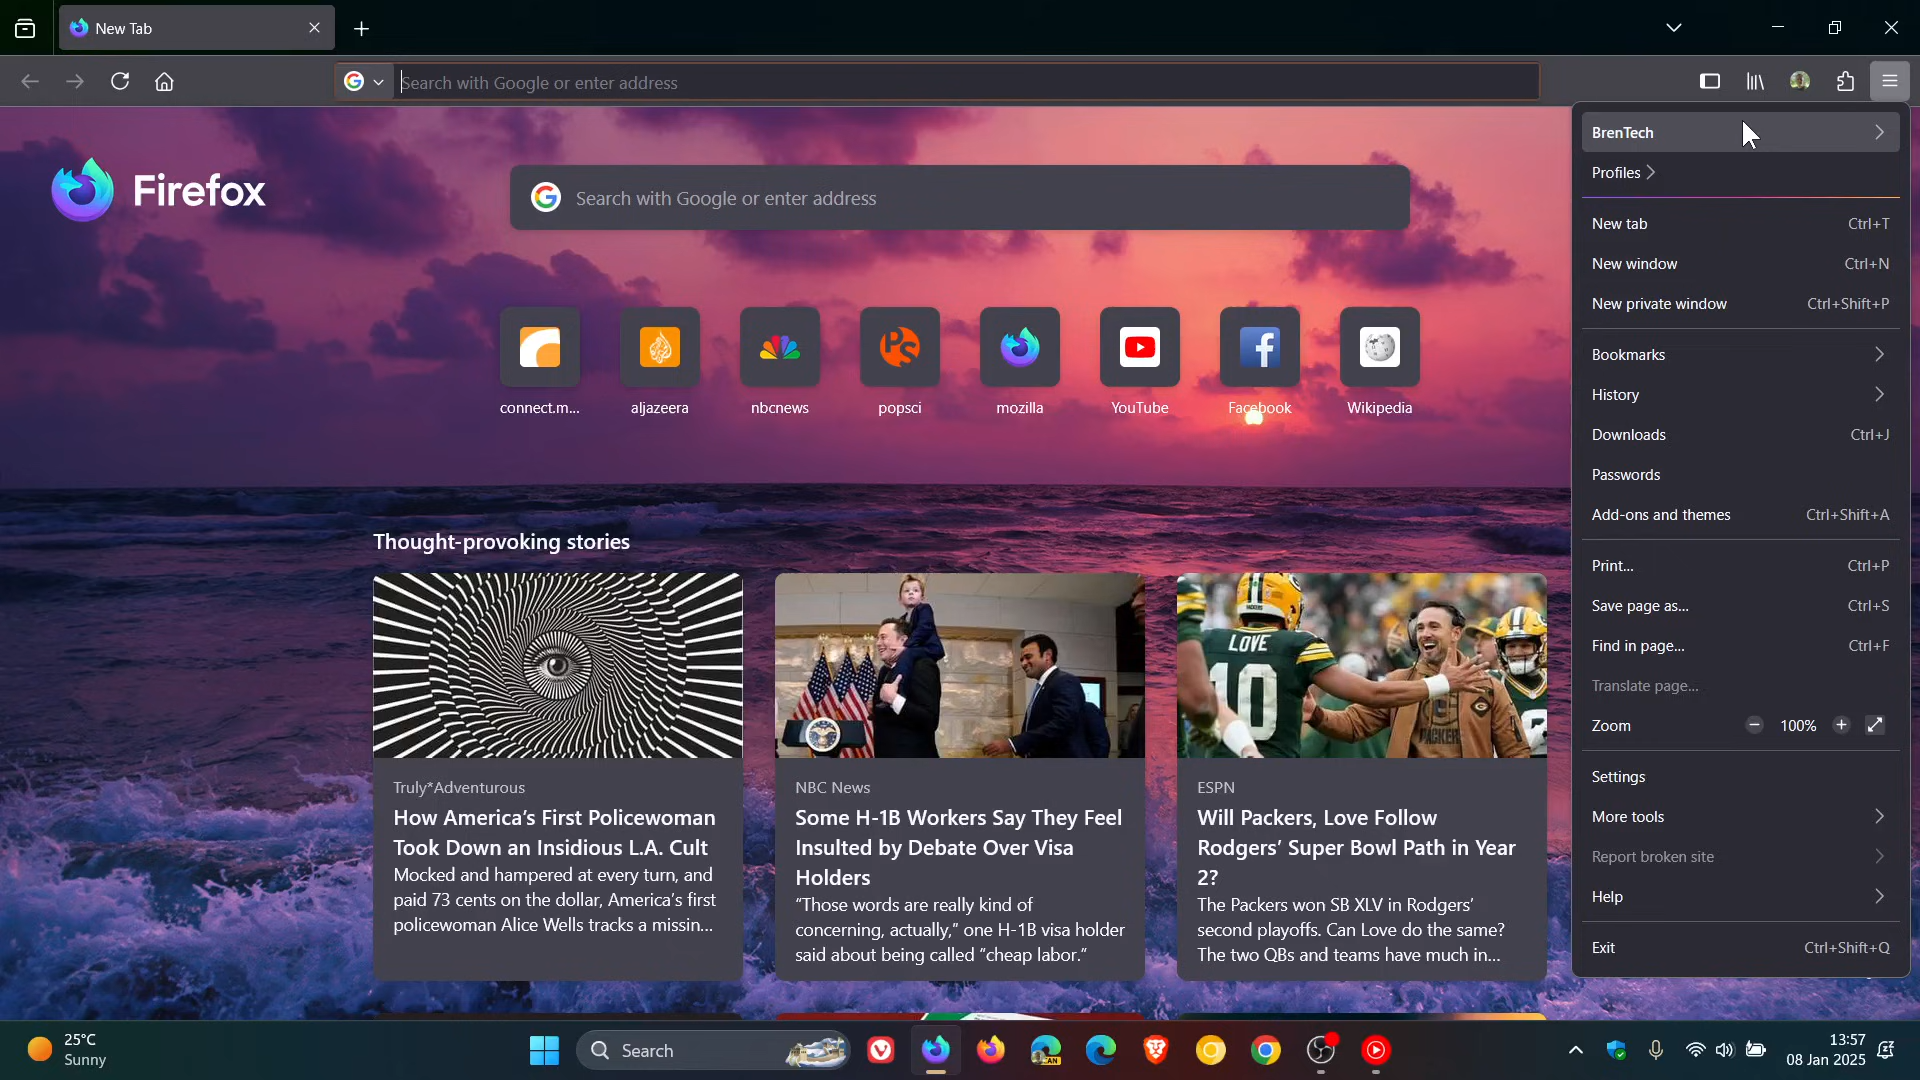 New Tab
Search with Google or enter address
BrenTech
Profiles
Firefox
Search with Google or enter address
New tab Ctrl+T
New window Ctrl+N
New private window Ctrl+Shift+P
Bookmarks
History
Downloads Ctrl+J
Passwords
Add-ons and themes Ctrl+Shift+A
Print... Ctrl+P
Save page as... Ctrl+S
Find in page... Ctrl+F
Translate page...
Zoom 100%
Settings
More tools
Report broken site
Help
Exit Ctrl+Shift+Q
connect.m... aljazeera nbcnews popsci mozilla YouTube Facebook Wikipedia
Thought-provoking stories
LOVE
10
PACKERS
Truly*Adventurous
How America's First Policewoman
Took Down an Insidious L.A. Cult
Mocked and hampered at every turn, and
paid 73 cents on the dollar, America's first
policewoman Alice Wells tracks a missin...
NBC News
Some H-1B Workers Say They Feel
Insulted by Debate Over Visa
Holders
"Those words are really kind of
concerning, actually," one H-1B visa holder
said about being called "cheap labor."
ESPN
Will Packers, Love Follow
Rodgers' Super Bowl Path in Year
2?
The Packers won SB XLV in Rodgers'
second playoffs. Can Love do the same?
The two QBs and teams have much in...
25°C
Sunny
Search
CAN
13:57
08 Jan 2025